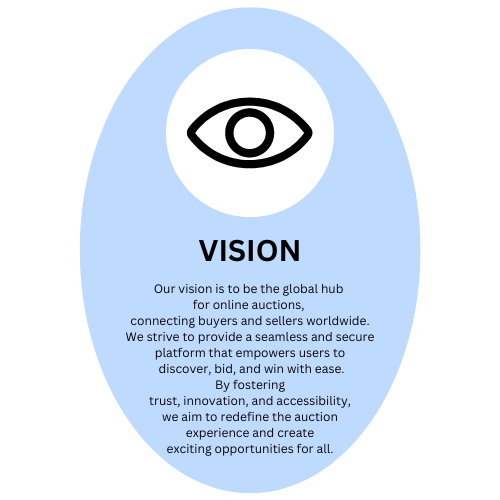 VISION
Our vision is to be the global hub
for online auctions,
connecting buyers and sellers worldwide.
We strive to provide a seamless and secure
platform that empowers users to
discover, bid, and win with ease.
By fostering
trust, innovation, and accessibility,
we aim to redefine the auction
experience and create
exciting opportunities for all.